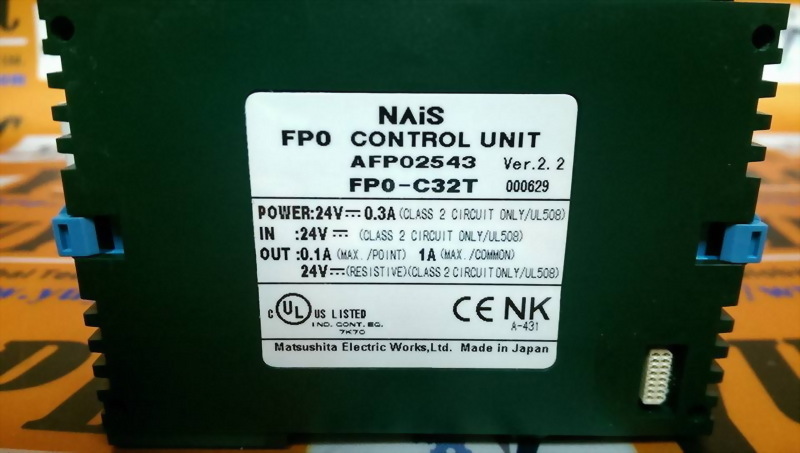 NAiS
FP0 CONTROL UNIT
AFP02543 Ver.2.2
FP0-C32T 000629
POWER:24V⎓0.3A(CLASS 2 CIRCUIT ONLY/UL508)
IN :24V⎓ (CLASS 2 CIRCUIT ONLY/UL508)
OUT :0.1A(MAX./POINT) 1A(MAX./COMMON)
24V⎓(RESISTIVE)(CLASS 2 CIRCUIT ONLY/UL508)
C UL US LISTED
IND. CONT. EQ.
7K70
CE NK
A-431
Matsushita Electric Works,Ltd. Made in Japan